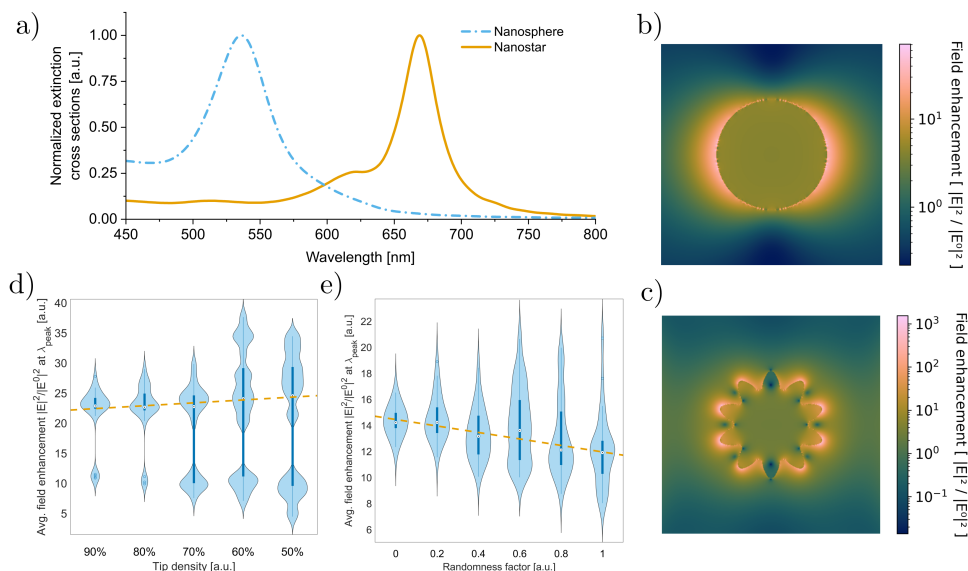 a)
Normalized extinction
cross sections [a.u.]
1.00
0.75
0.50
0.25
0.00
Nanosphere
Nanostar
450 500 550 600 650 700 750 800
Wavelength [nm]
b)
10¹
10⁰
Field enhancement [ |E|² / |E⁰|² ]
c)
10³
10²
10¹
10⁰
10⁻¹
Field enhancement [ |E|² / |E⁰|² ]
d)
Avg. field enhancement |E|²/|E⁰|² at λpeak [a.u.]
40
35
30
25
20
15
10
5
90% 80% 70% 60% 50%
Tip density [a.u.]
e)
Avg. field enhancement |E|²/|E⁰|² at λpeak [a.u.]
22
20
18
16
14
12
10
8
6
0 0.2 0.4 0.6 0.8 1
Randomness factor [a.u.]